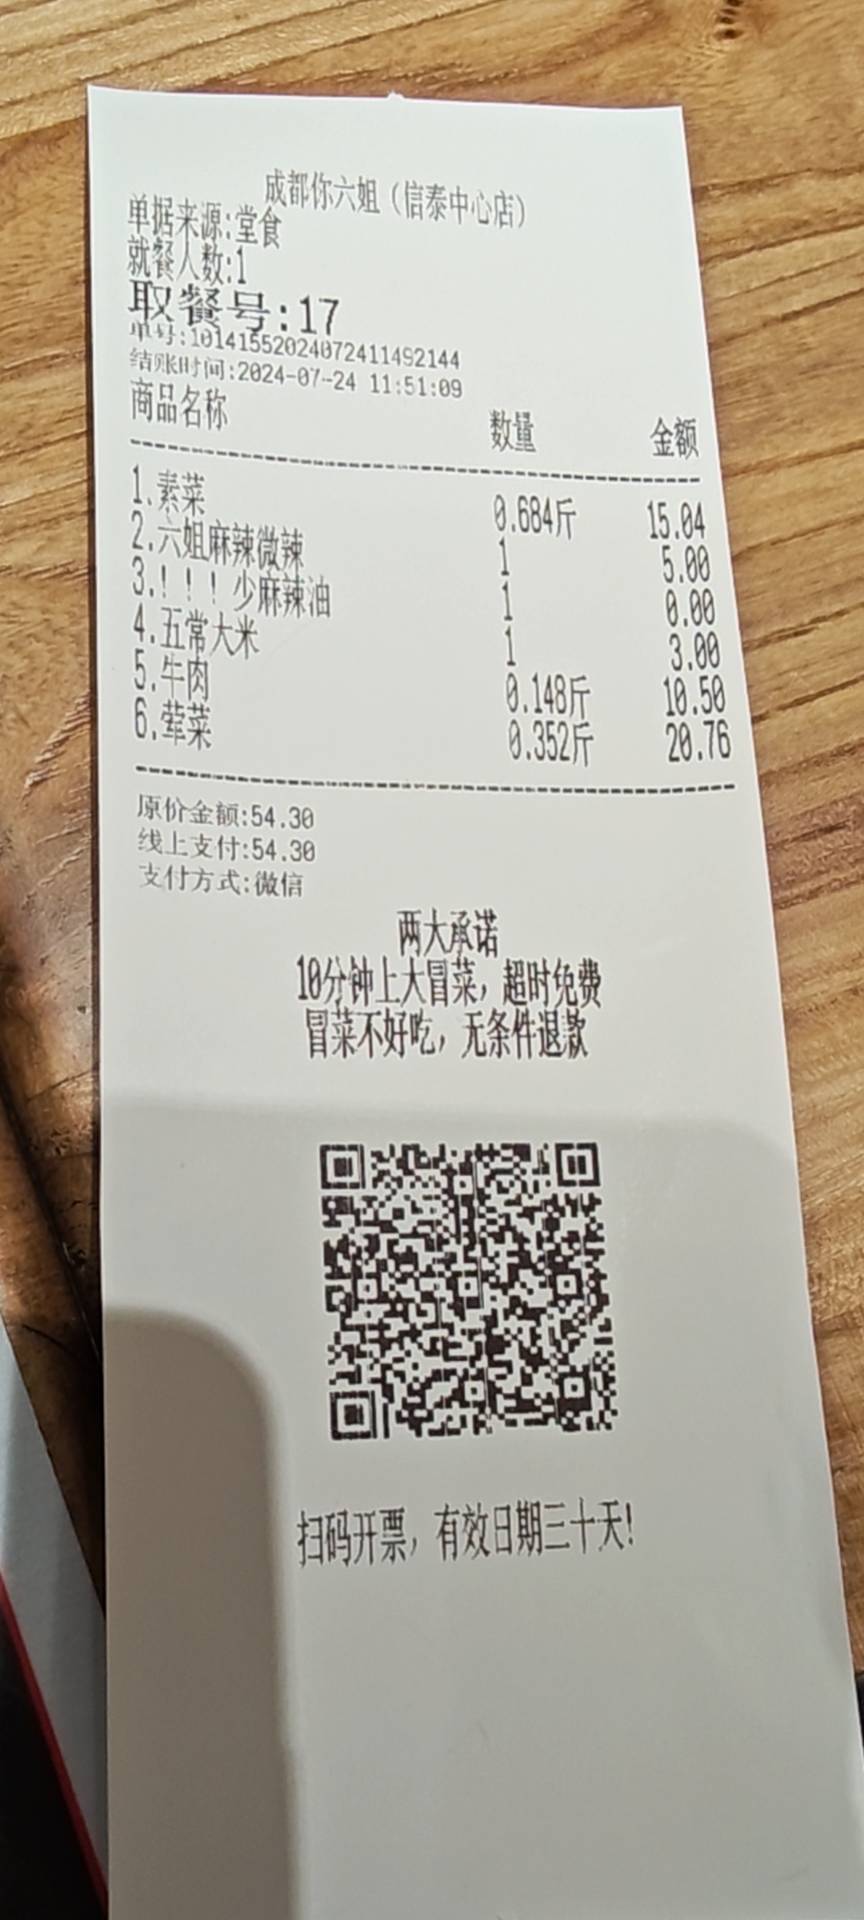 成都你六姐（信泰中心店）
单据来源:堂食
就餐人数:1
取餐号:17
单号:10141552024072411492144
结账时间:2024-07-24 11:51:09
商品名称 数量 金额
1.素菜 0.684斤 15.04
2.六姐麻辣微辣 1 5.00
3.！！！少麻辣油 1 0.00
4.五常大米 1 3.00
5.牛肉 0.148斤 10.50
6.荤菜 0.352斤 20.76
原价金额:54.30
线上支付:54.30
支付方式:微信
两大承诺
10分钟上大冒菜，超时免费
冒菜不好吃，无条件退款
扫码开票，有效日期三十天!